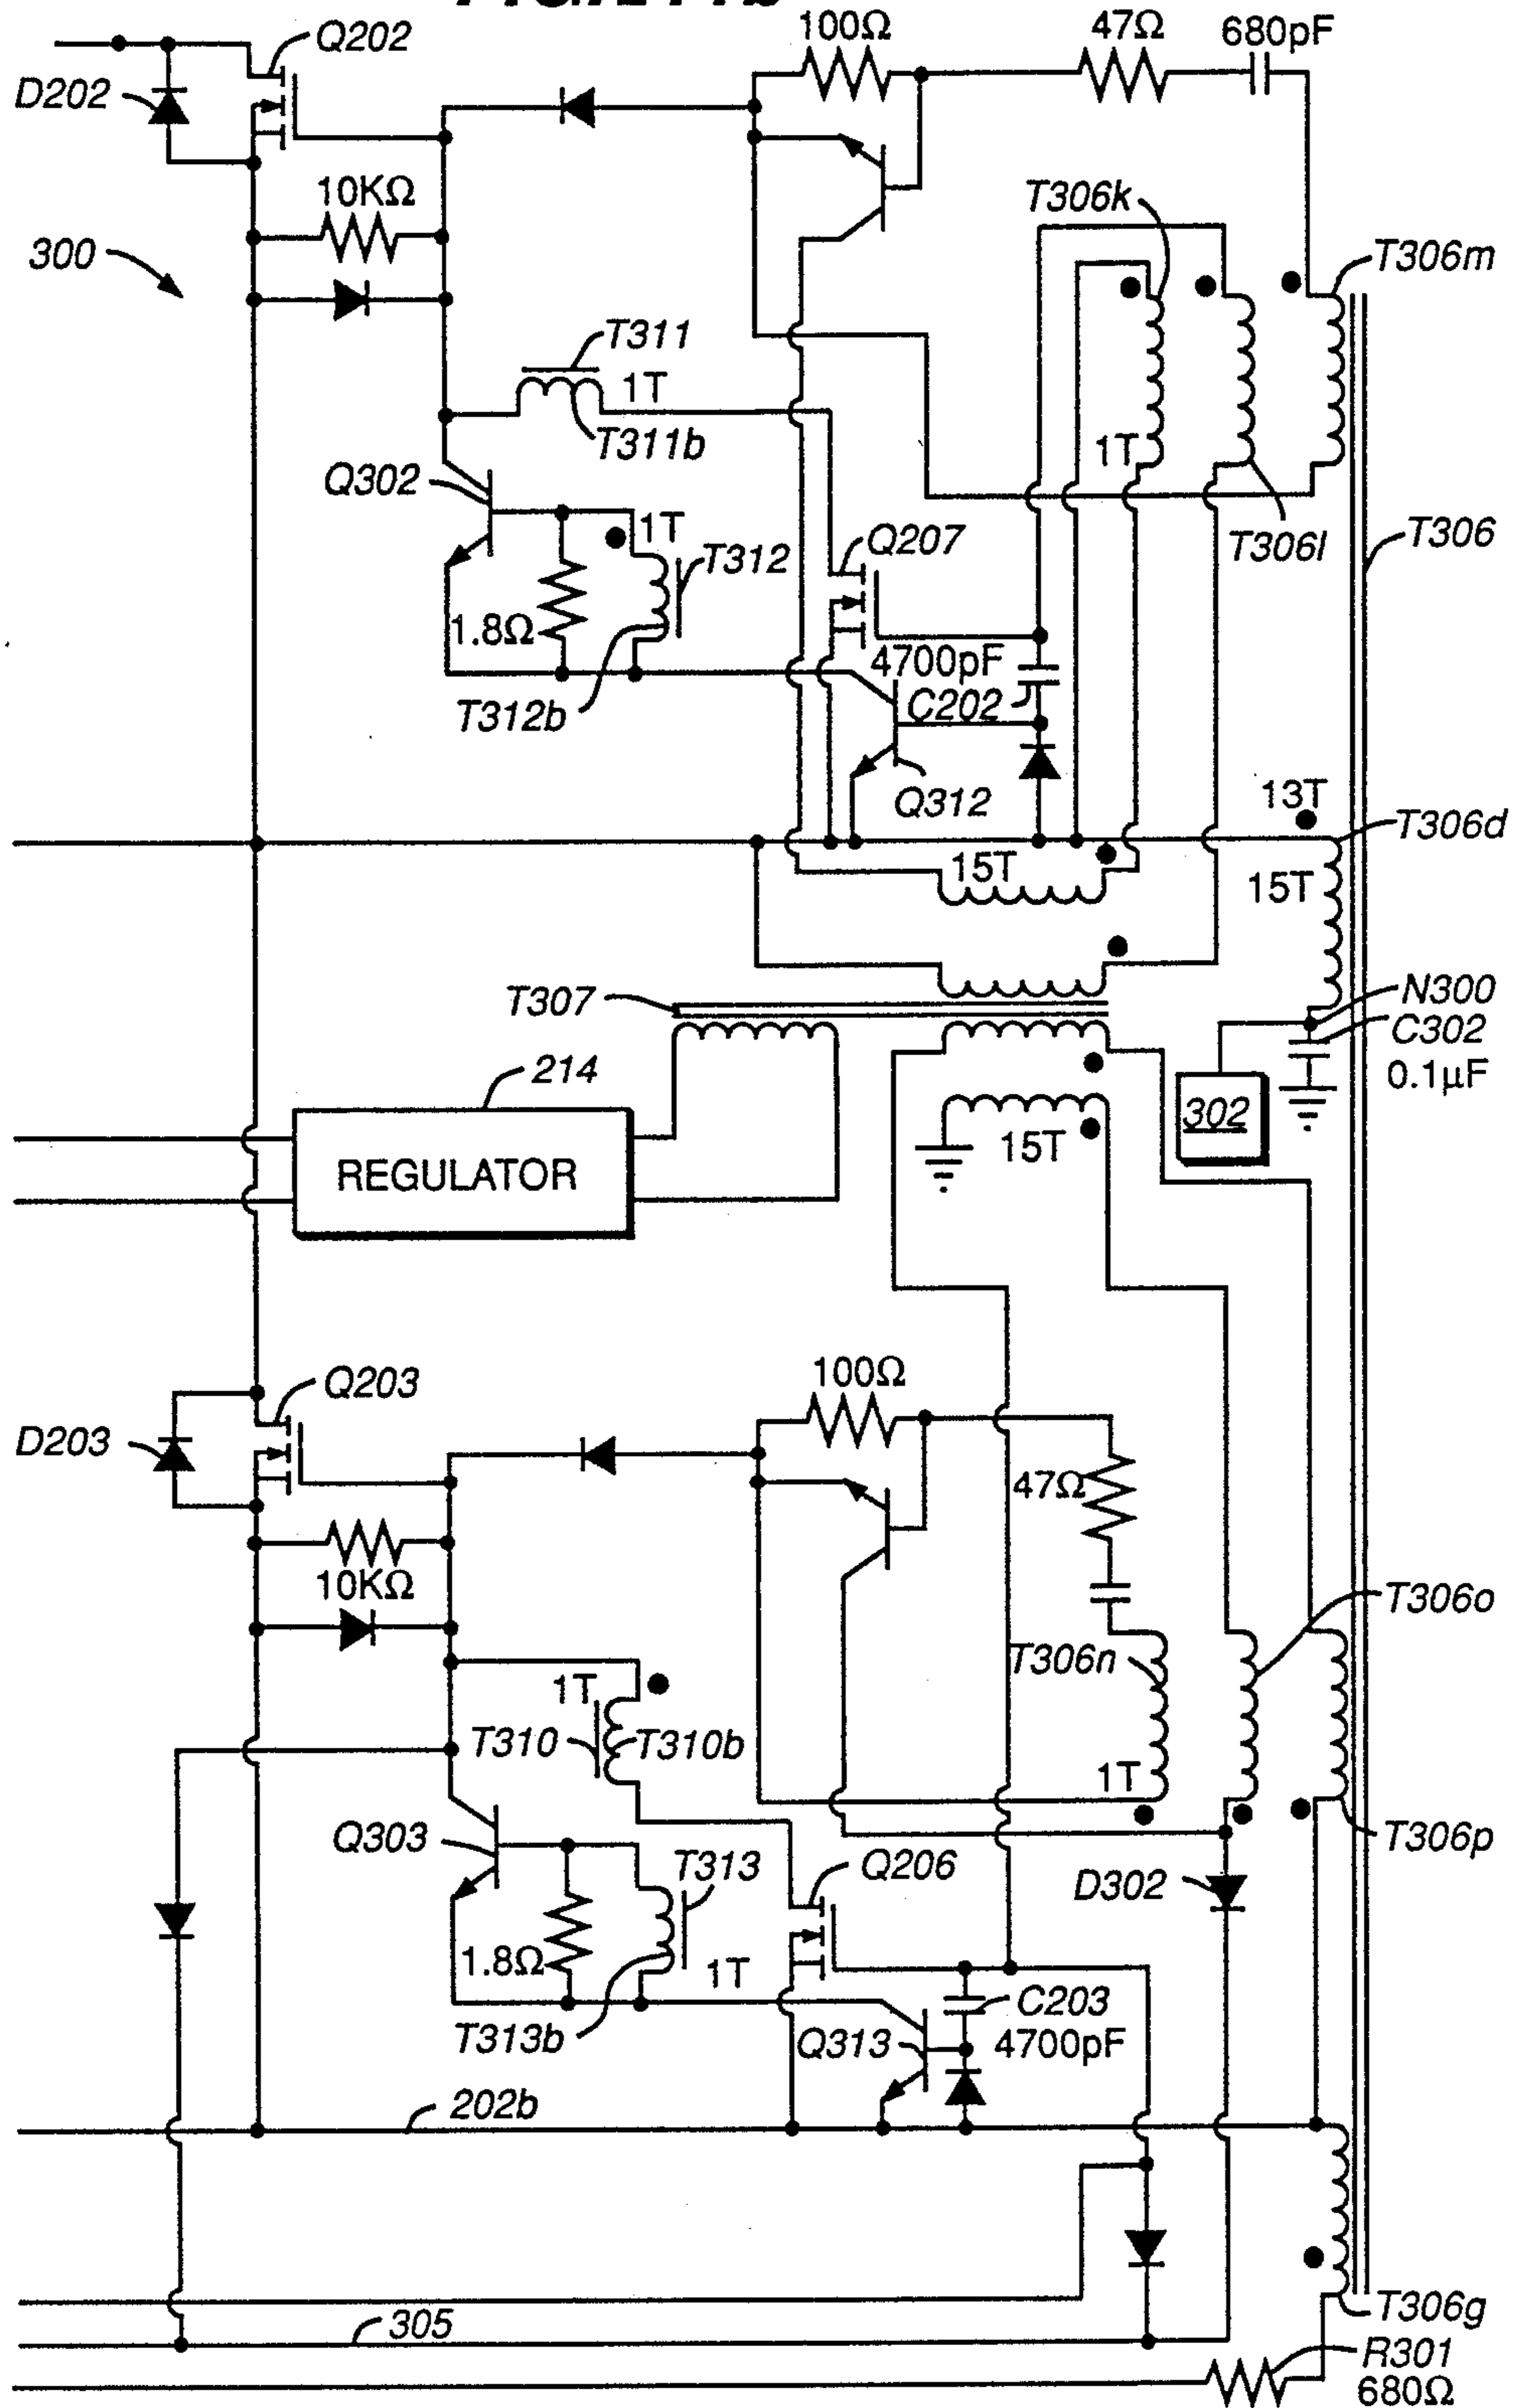 Q202
100Ω
47Ω
680pF
D202
10KΩ
T306k
300
T306m
T311
1T
T311b
1T
Q302
1T
Q207
T306l
T306
T312
1.8Ω
4700pF
C202
T312b
Q312
13T
T306d
15T
15T
N300
T307
C302
0.1µF
214
302
15T
REGULATOR
100Ω
Q203
D203
47Ω
10KΩ
T306o
T306n
1T
T310
T310b
1T
Q303
T313
Q206
T306p
D302
1.8Ω
1T
C203
T313b
Q313
4700pF
202b
T306g
305
R301
680Ω